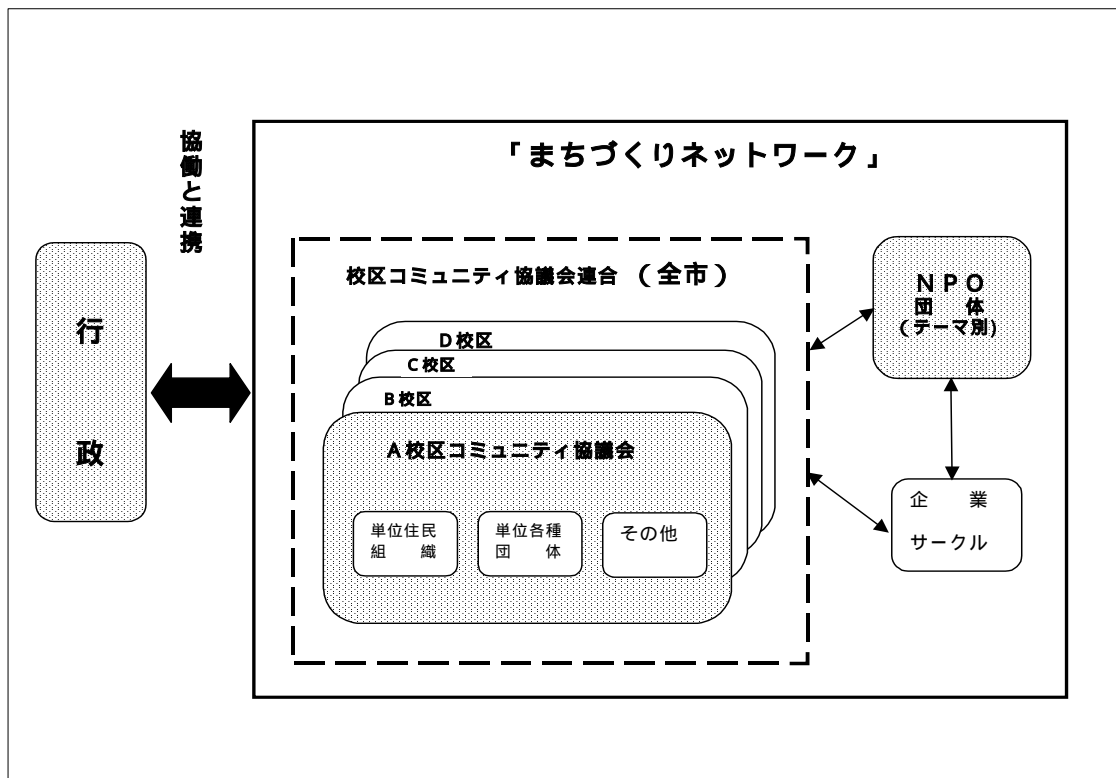 協働と連携
「まちづくりネットワーク」
行政
校区コミュニティ協議会連合 (全市)
D校区
C校区
B校区
A校区コミュニティ協議会
単位住民
組織
単位各種
団体
その他
NPO
団体
(テーマ別)
企業
サークル